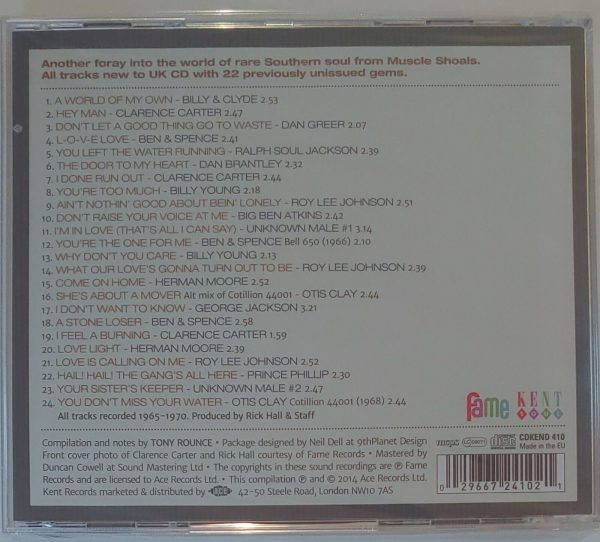 Another foray into the world of rare Southern soul from Muscle Shoals.
All tracks new to UK CD with 22 previously unissued gems.
1. A WORLD OF MY OWN - BILLY & CLYDE 2.53
2. HEY MAN - CLARENCE CARTER 2.47
3. DON'T LET A GOOD THING GO TO WASTE - DAN GREER 2.07
4. L-O-V-E LOVE - BEN & SPENCE 2.41
5. YOU LEFT THE WATER RUNNING - RALPH SOUL JACKSON 2.39
6. THE DOOR TO MY HEART - DAN BRANTLEY 2.32
7. I DONE RUN OUT - CLARENCE CARTER 2.44
8. YOU'RE TOO MUCH - BILLY YOUNG 2.18
9. AIN'T NOTHIN' GOOD ABOUT BEIN' LONELY - ROY LEE JOHNSON 2.51
10. DON'T RAISE YOUR VOICE AT ME - BIG BEN ATKINS 2.42
11. I'M IN LOVE (THAT'S ALL I CAN SAY) - UNKNOWN MALE #1 3.14
12. YOU'RE THE ONE FOR ME - BEN & SPENCE Bell 650 (1966) 2.10
13. WHY DON'T YOU CARE - BILLY YOUNG 2.13
14. WHAT OUR LOVE'S GONNA TURN OUT TO BE - ROY LEE JOHNSON 2.39
15. COME ON HOME - HERMAN MOORE 2.52
16. SHE'S ABOUT A MOVER Alt mix of Cotillion 44001 - OTIS CLAY 2.44
17. I DON'T WANT TO KNOW - GEORGE JACKSON 3.21
18. A STONE LOSER - BEN & SPENCE 2.58
19. I FEEL A BURNING - CLARENCE CARTER 1.59
20. LOVE LIGHT - HERMAN MOORE 2.39
21. LOVE IS CALLING ON ME - ROY LEE JOHNSON 2.52
22. HAIL! HAIL! THE GANG'S ALL HERE - PRINCE PHILLIP 2.30
23. YOUR SISTER'S KEEPER - UNKNOWN MALE #2 2.47
24. YOU DON'T MISS YOUR WATER - OTIS CLAY Cotillion 44001 (1968) 2.44
All tracks recorded 1965-1970. Produced by Rick Hall & Staff
fame
KENT
SOUL
Compilation and notes by TONY ROUNCE • Package designed by Neil Dell at 9thPlanet Design
Front cover photo of Clarence Carter and Rick Hall courtesy of Fame Records • Mastered by
Duncan Cowell at Sound Mastering Ltd • The copyrights in these sound recordings are ℗ Fame
Records and are licensed to Ace Records Ltd. • This compilation ℗ and © 2014 Ace Records Ltd.
Kent Records marketed & distributed by ACE 42-50 Steele Road, London NW10 7AS
mcps
CDKEND 410
Made in the EU
0 29667 24102 1